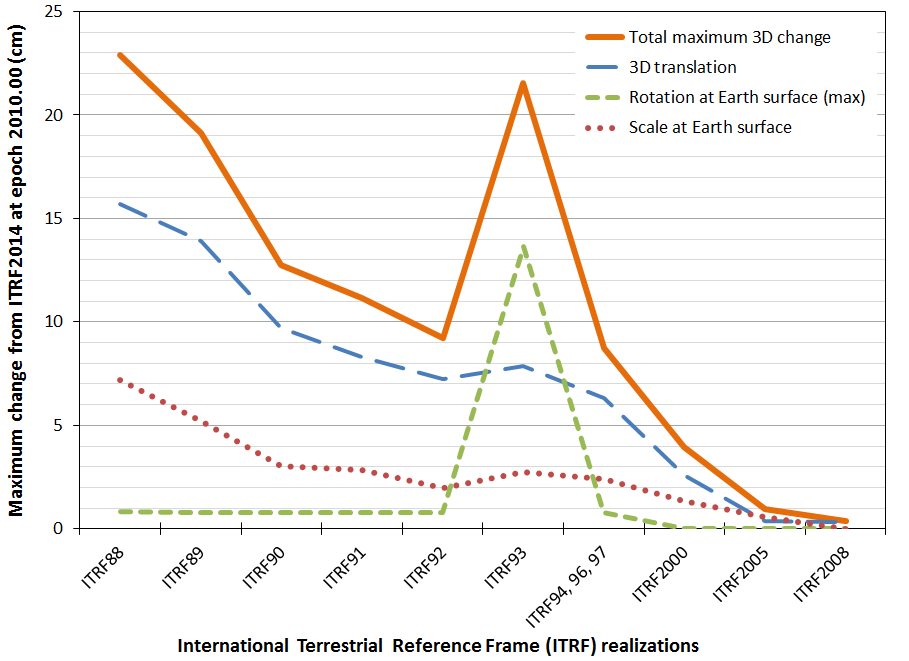 Maximum change from ITRF2014 at epoch 2010.00 (cm)
25
20
15
10
5
0
Total maximum 3D change
3D translation
Rotation at Earth surface (max)
Scale at Earth surface
ITRF88
ITRF89
ITRF90
ITRF91
ITRF92
ITRF93
ITRF94, 96, 97
ITRF2000
ITRF2005
ITRF2008
International Terrestrial Reference Frame (ITRF) realizations